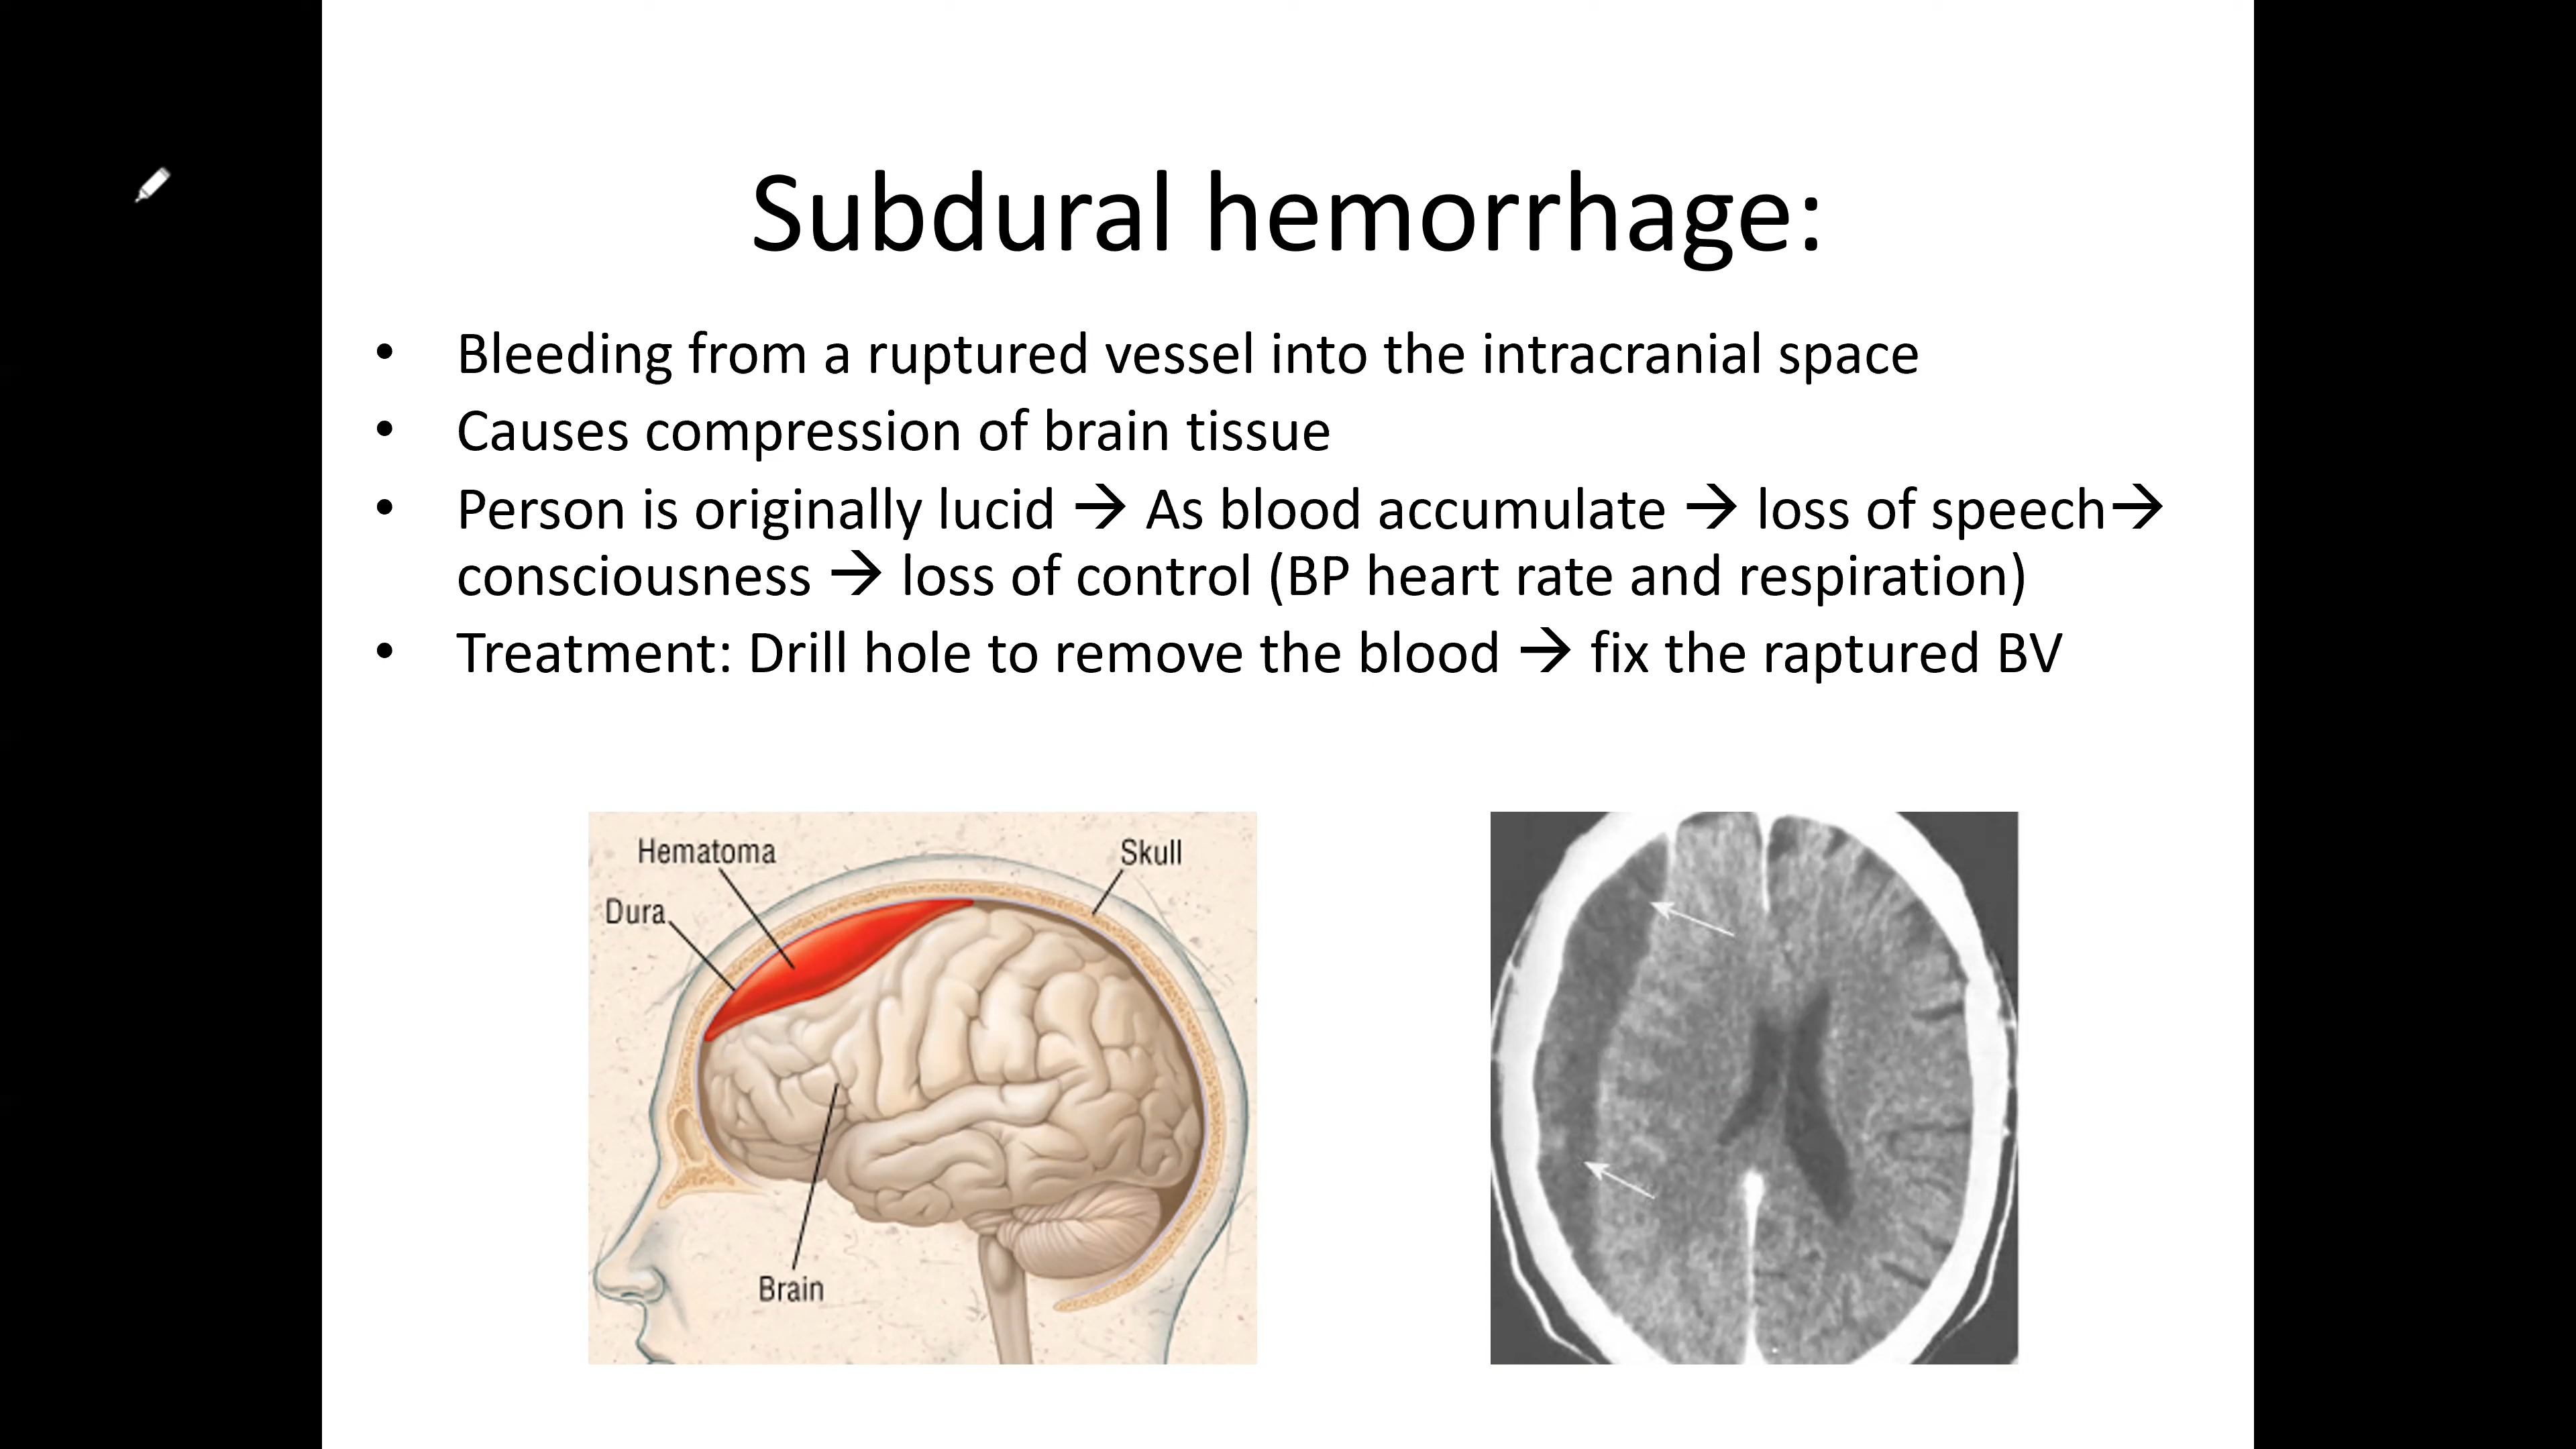 Subdural hemorrhage:
• Bleeding from a ruptured vessel into the intracranial space
• Causes compression of brain tissue
• Person is originally lucid → As blood accumulate → loss of speech→
consciousness → loss of control (BP heart rate and respiration)
• Treatment: Drill hole to remove the blood → fix the raptured BV
Hematoma
Skull
Dura
Brain